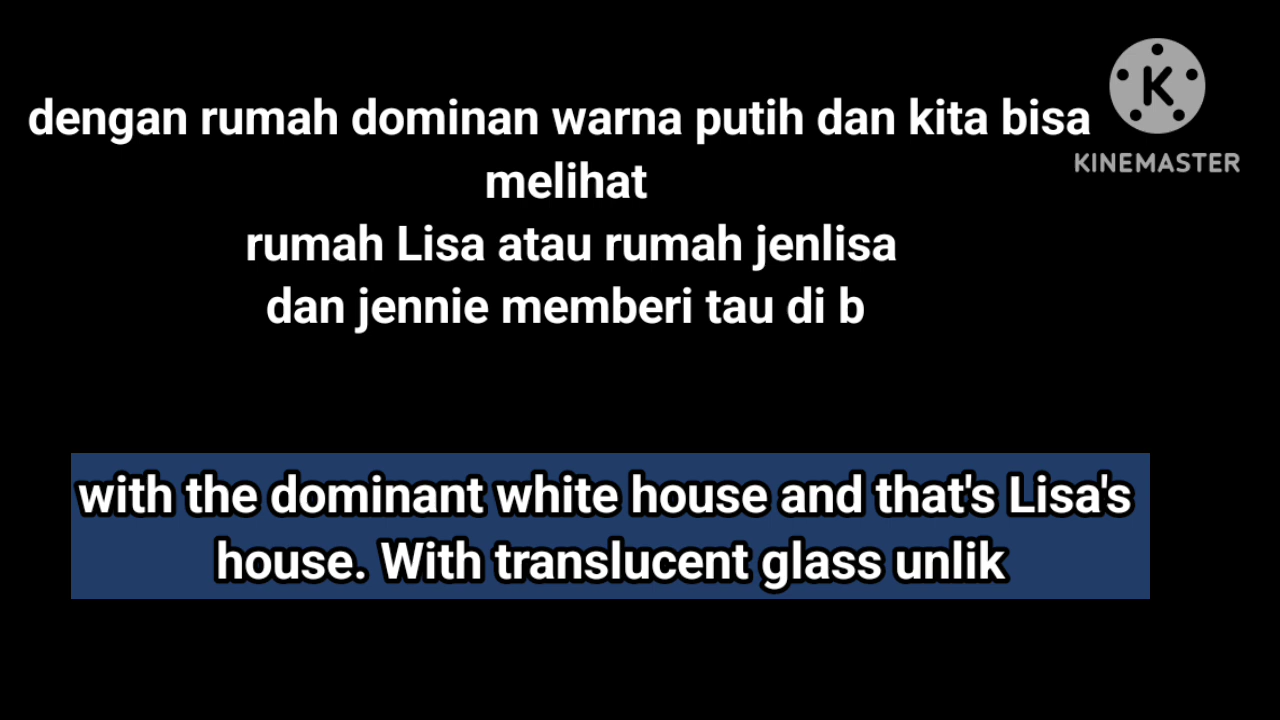 dengan rumah dominan warna putih dan kita bisa
melihat
rumah Lisa atau rumah jenlisa
dan jennie memberi tau di b
with the dominant white house and that's Lisa's
house. With translucent glass unlik
K
KINEMASTER